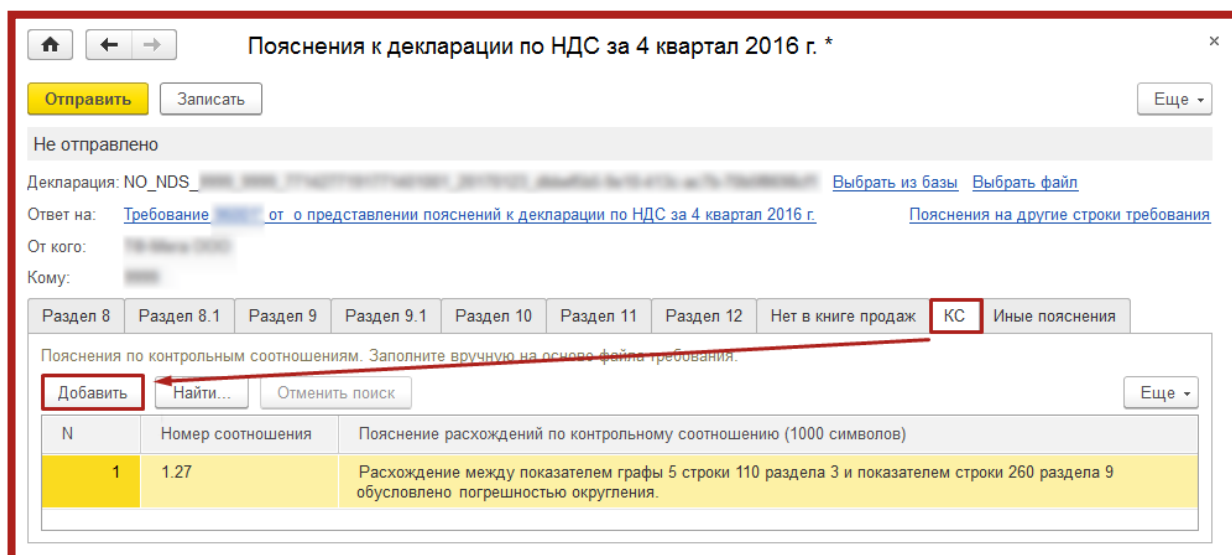 Пояснения к декларации по НДС за 4 квартал 2016 г. *
Отправить Записать Еще
Не отправлено
Декларация: NO_NDS_ Выбрать из базы Выбрать файл
Ответ на: Требование от о представлении пояснений к декларации по НДС за 4 квартал 2016 г. Пояснения на другие строки требования
От кого:
Кому:
Раздел 8 Раздел 8.1 Раздел 9 Раздел 9.1 Раздел 10 Раздел 11 Раздел 12 Нет в книге продаж КС Иные пояснения
Пояснения по контрольным соотношениям. Заполните вручную на основе файла требования.
Добавить Найти... Отменить поиск Еще
N Номер соотношения Пояснение расхождений по контрольному соотношению (1000 символов)
1 1.27 Расхождение между показателем графы 5 строки 110 раздела 3 и показателем строки 260 раздела 9
обусловлено погрешностью округления.